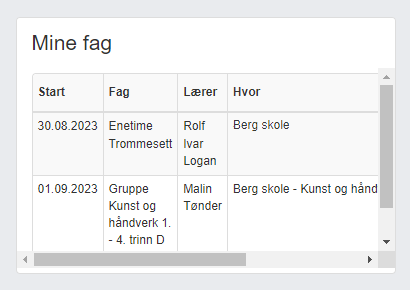 Mine fag
Start Fag Lærer Hvor
30.08.2023 Enetime Rolf Berg skole
Trommesett Ivar
Logan
01.09.2023 Gruppe Malin Berg skole - Kunst og hånd
Kunst og Tønder
håndverk 1.
- 4. trinn D